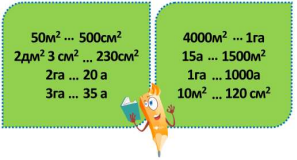 50м² ... 500см²
2дм² 3 см² ... 230см²
2га ... 20 а
3га ... 35 а
4000м² ... 1га
15а ... 1500м²
1га ... 1000а
10м² ... 120 см²